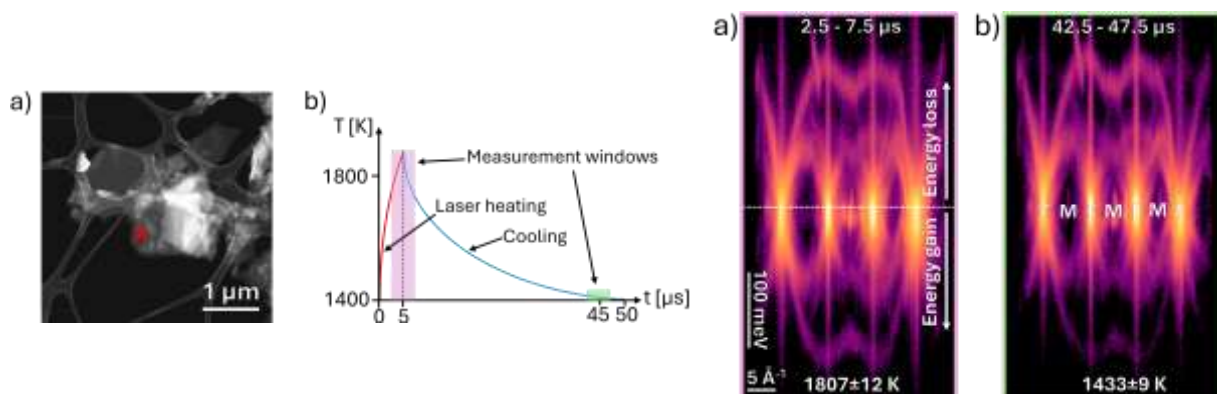 a)
1 µm
b)
T [K]
1800
1400
Measurement windows
Laser heating
Cooling
0
5
45
50
t [µs]
a)
2.5 - 7.5 µs
Energy loss
Energy gain
100 meV
5 Å⁻¹
1807±12 K
b)
42.5 - 47.5 µs
Γ M Γ M Γ M Γ
1433±9 K